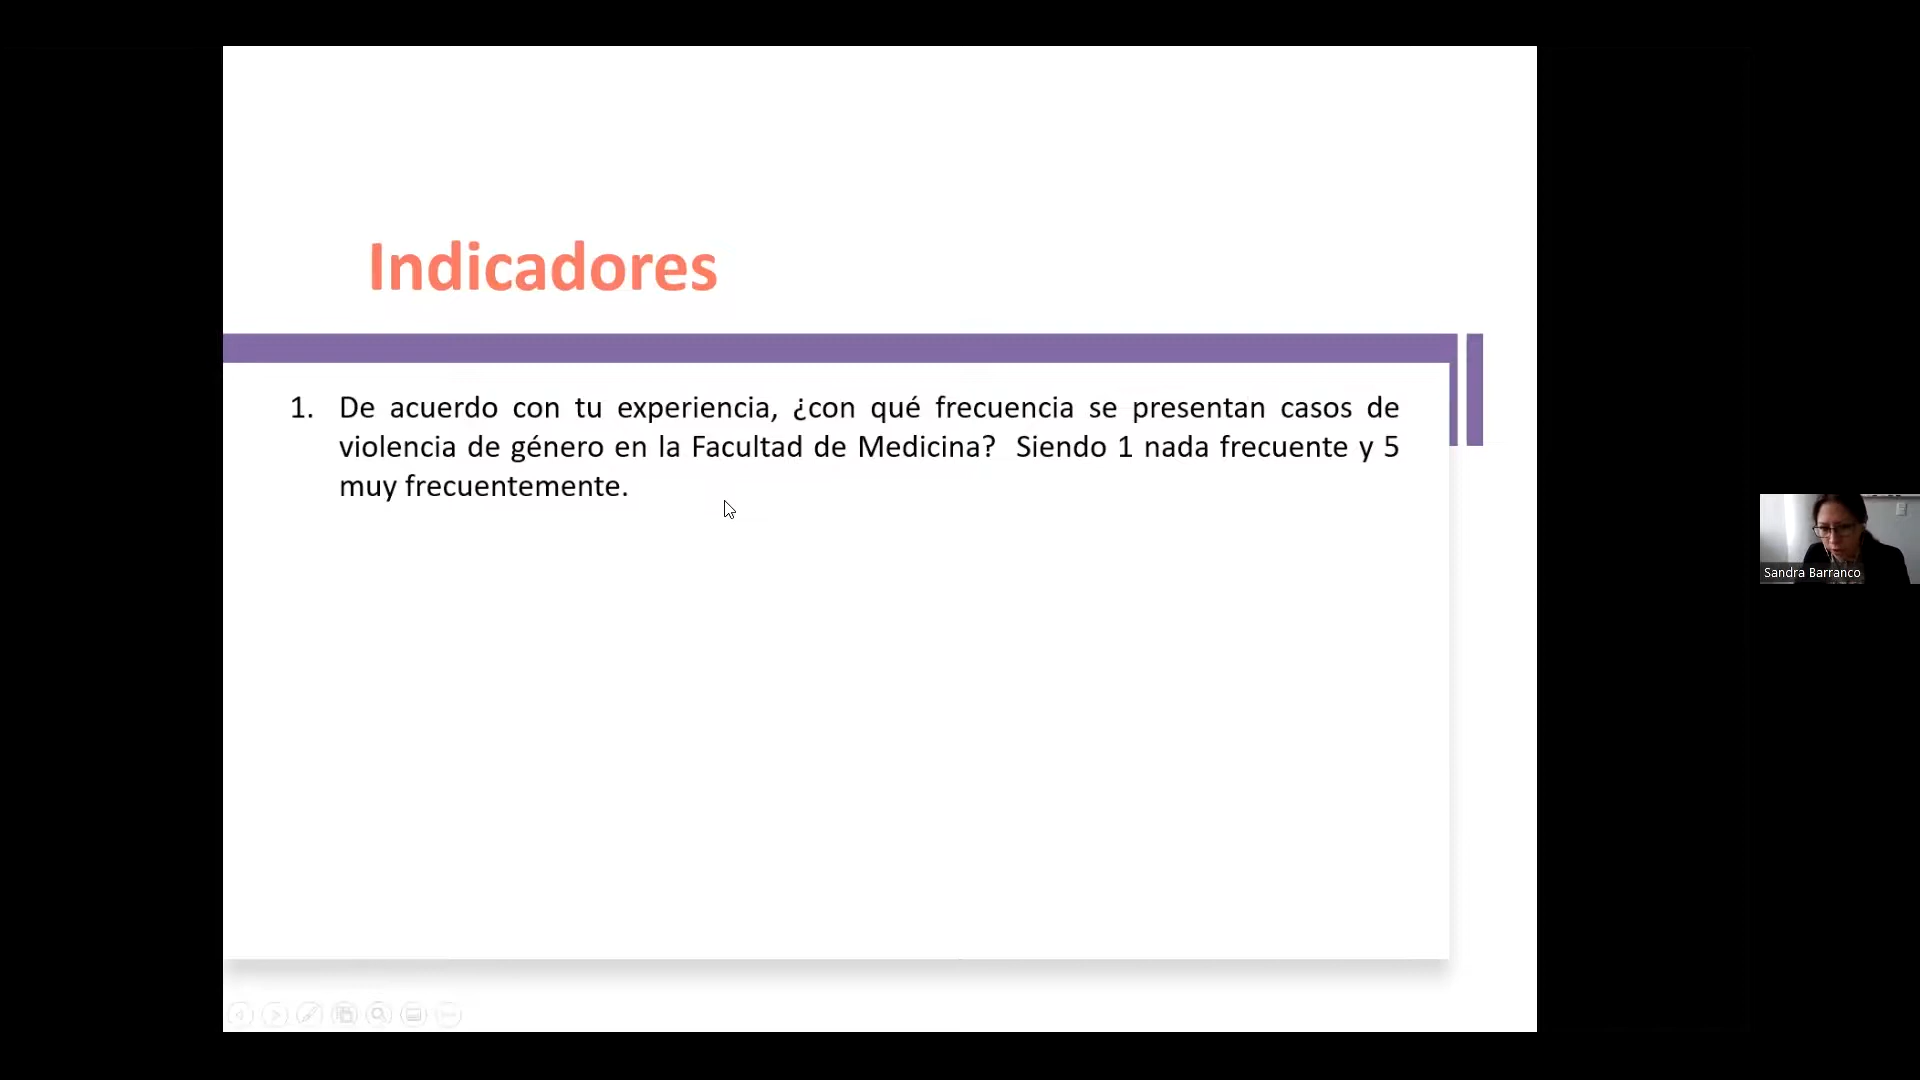 Indicadores
1. De acuerdo con tu experiencia, ¿con qué frecuencia se presentan casos de
violencia de género en la Facultad de Medicina? Siendo 1 nada frecuente y 5
muy frecuentemente.
Sandra Barranco